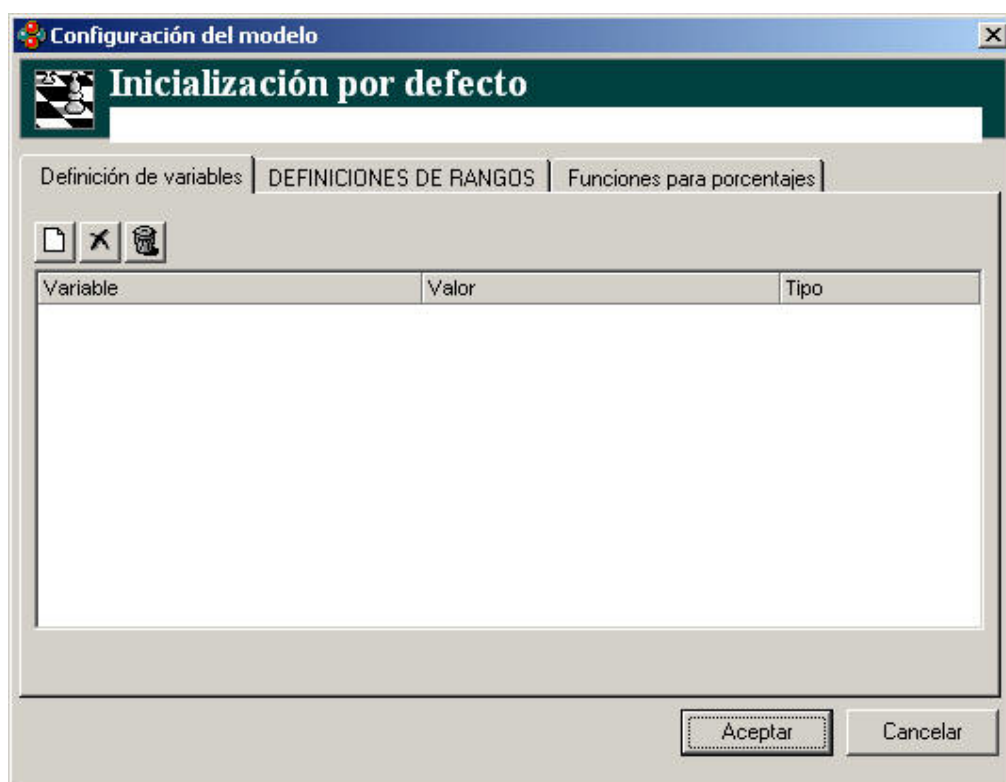 Configuración del modelo
Inicialización por defecto
Definición de variables DEFINICIONES DE RANGOS Funciones para porcentajes
Variable Valor Tipo
Aceptar Cancelar